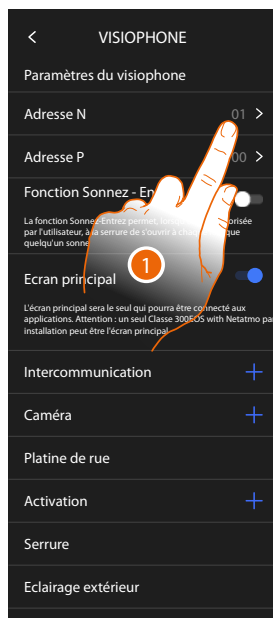 VISIOPHONE
Paramètres du visiophone
Adresse N 01
Adresse P 00
Fonction Sonnez - En
La fonction Sonnez-Entrez permet, orisée
par l'utilisateur, à la serrure de s'ouvrir à que
quelqu'un sonne
1
Ecran principal
L'écran principal sera le seul qui pourra être connecté aux
applications. Attention : un seul Classe 300EOS with Netatmo par
installation peut être l'écran principal
Intercommunication
Caméra
Platine de rue
Activation
Serrure
Eclairage extérieur